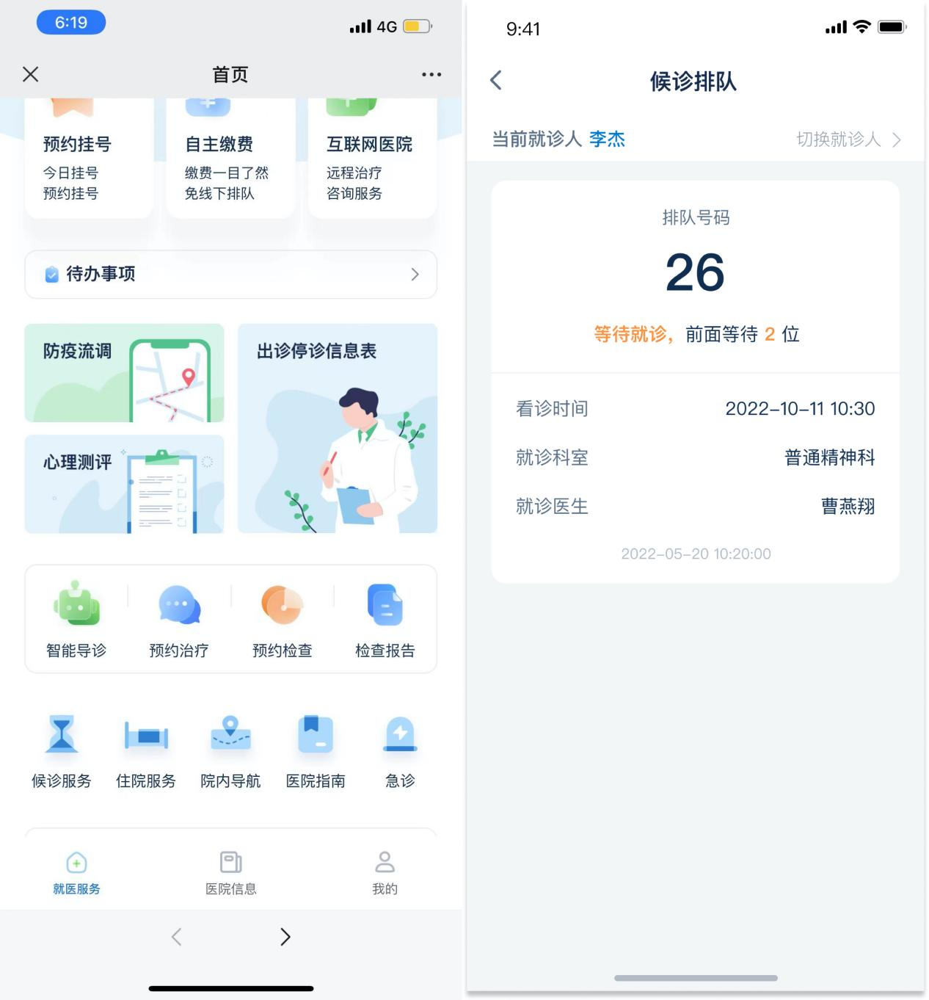 6:19
4G
首页
预约挂号
今日挂号
预约挂号
自主缴费
缴费一目了然
免线下排队
互联网医院
远程治疗
咨询服务
待办事项
防疫流调
出诊停诊信息表
心理测评
智能导诊
预约治疗
预约检查
检查报告
候诊服务
住院服务
院内导航
医院指南
急诊
就医服务
医院信息
我的
9:41
候诊排队
当前就诊人 李杰
切换就诊人
排队号码
26
等待就诊，前面等待 2 位
看诊时间 2022-10-11 10:30
就诊科室 普通精神科
就诊医生 曹燕翔
2022-05-20 10:20:00